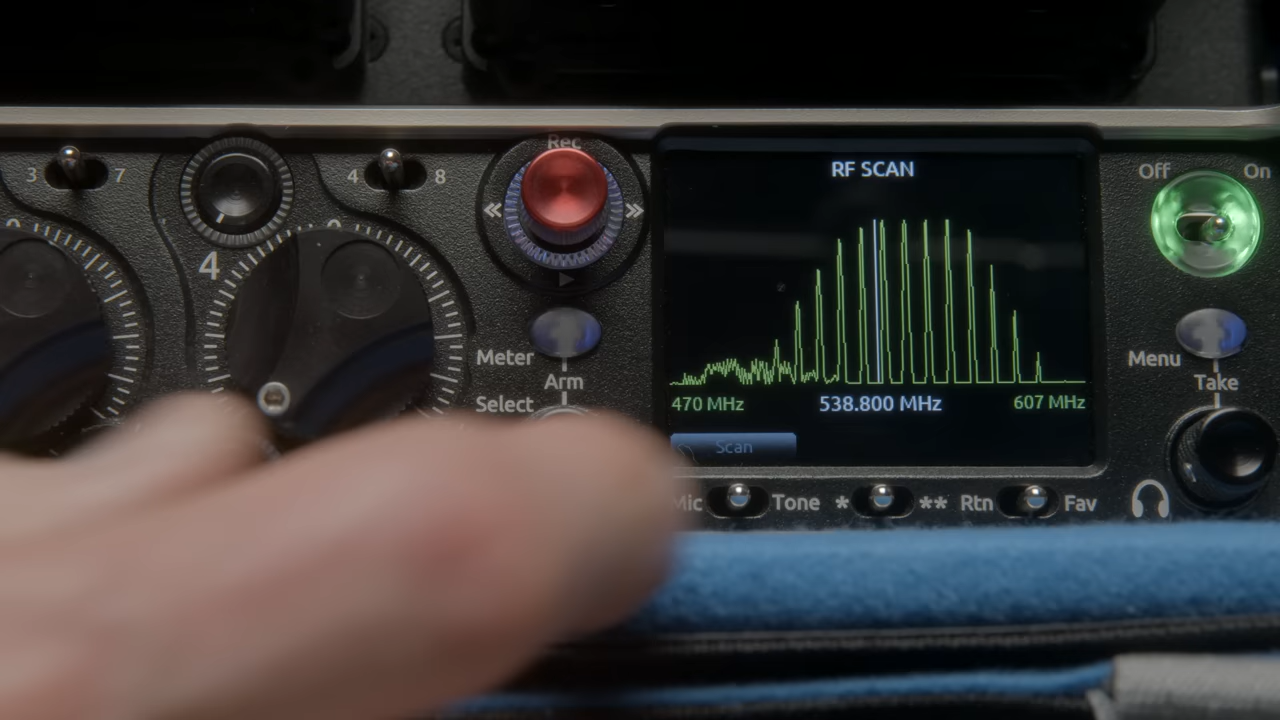 Rec
3 7
4 8
4
Meter
Arm
Select
RF SCAN
470 MHz 538.800 MHz 607 MHz
Scan
Off On
Menu
Take
Tone * ** Rtn Fav